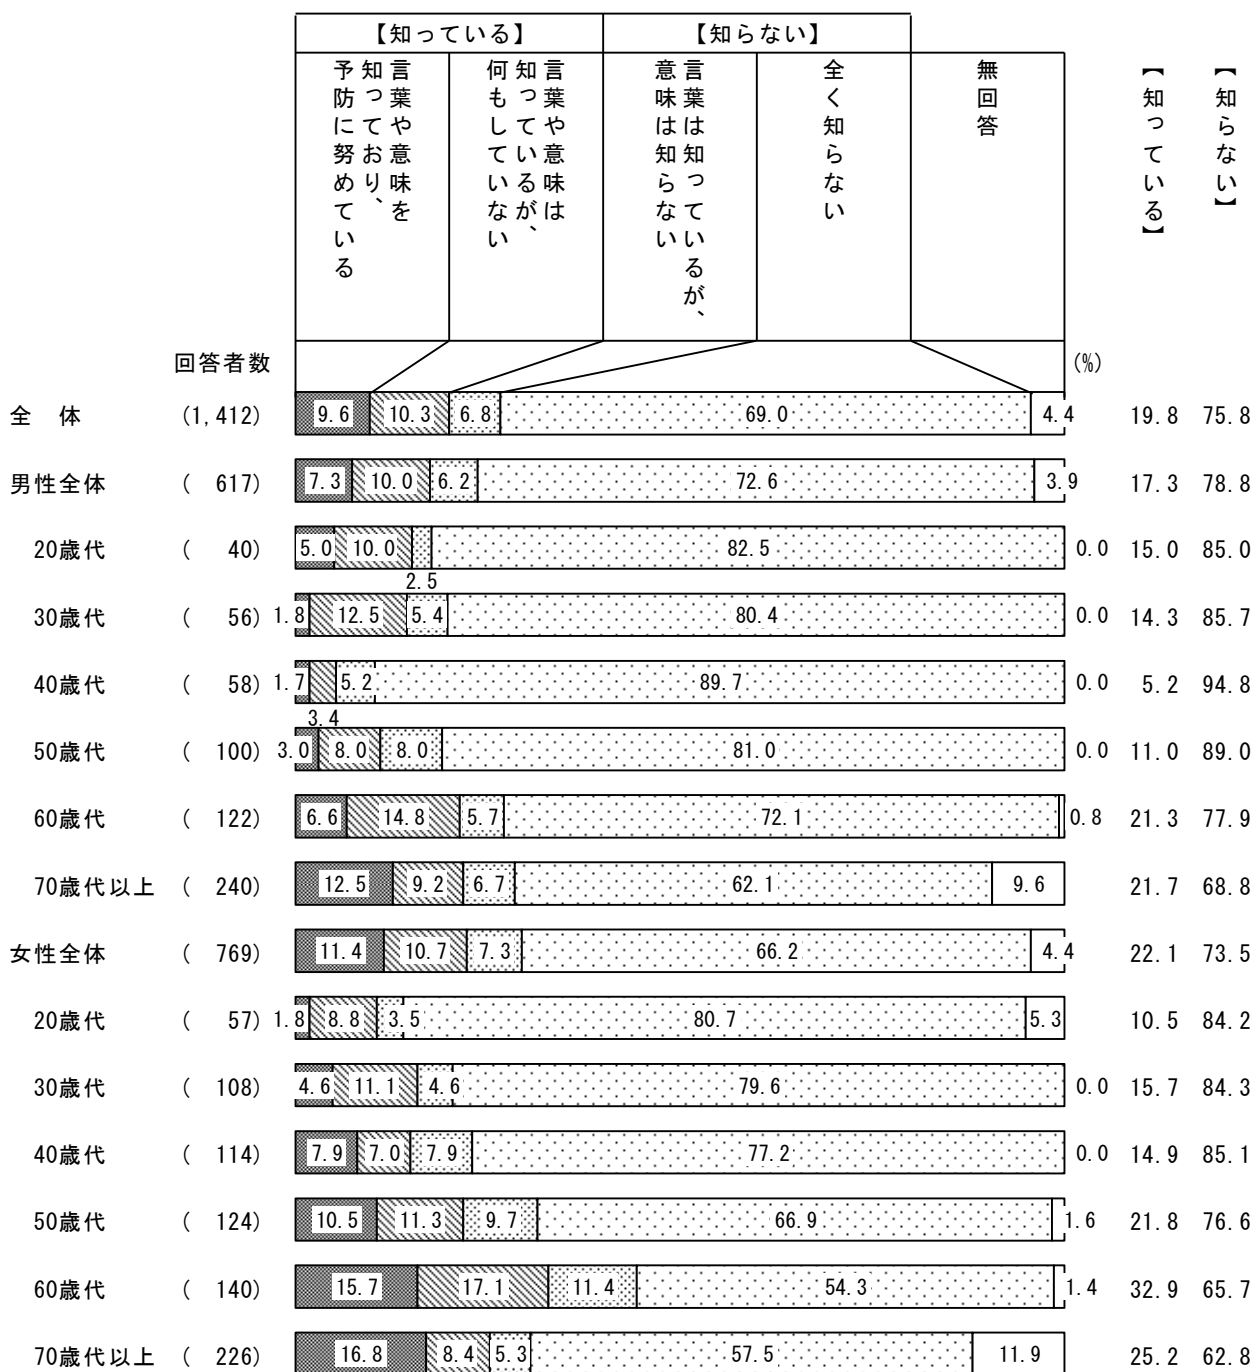 【知っている】 【知らない】
言葉や意味を
知っており、
予防に努めている
言葉や意味は
知っているが、
何もしていない
言葉は知っているが、
意味は知らない
全く知らない
無回答
【知っている】
【知らない】
回答者数 (%)
全 体 (1,412) 9.6 10.3 6.8 69.0 4.4 19.8 75.8
男性全体 ( 617) 7.3 10.0 6.2 72.6 3.9 17.3 78.8
20歳代 ( 40) 5.0 10.0 82.5 0.0 15.0 85.0
2.5
30歳代 ( 56) 1.8 12.5 5.4 80.4 0.0 14.3 85.7
40歳代 ( 58) 1.7 5.2 89.7 0.0 5.2 94.8
3.4
50歳代 ( 100) 3.0 8.0 8.0 81.0 0.0 11.0 89.0
60歳代 ( 122) 6.6 14.8 5.7 72.1 0.8 21.3 77.9
70歳代以上 ( 240) 12.5 9.2 6.7 62.1 9.6 21.7 68.8
女性全体 ( 769) 11.4 10.7 7.3 66.2 4.4 22.1 73.5
20歳代 ( 57) 1.8 8.8 3.5 80.7 5.3 10.5 84.2
30歳代 ( 108) 4.6 11.1 4.6 79.6 0.0 15.7 84.3
40歳代 ( 114) 7.9 7.0 7.9 77.2 0.0 14.9 85.1
50歳代 ( 124) 10.5 11.3 9.7 66.9 1.6 21.8 76.6
60歳代 ( 140) 15.7 17.1 11.4 54.3 1.4 32.9 65.7
70歳代以上 ( 226) 16.8 8.4 5.3 57.5 11.9 25.2 62.8